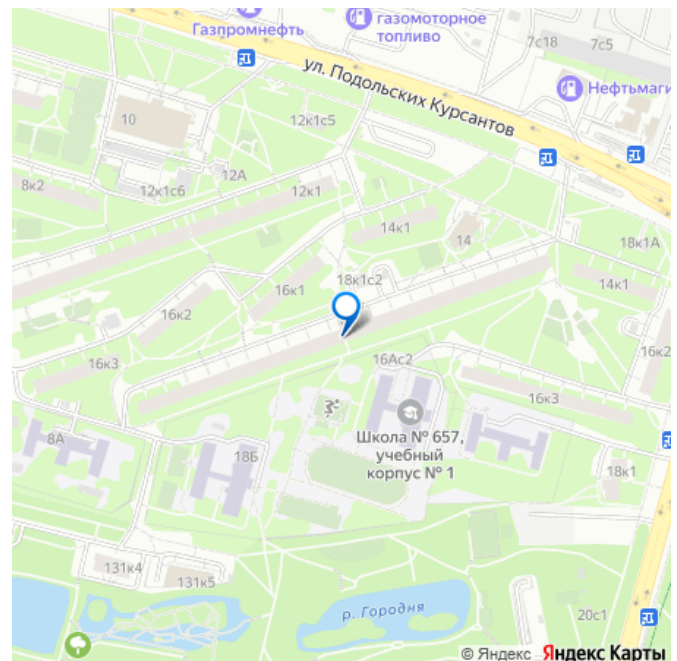 Газпромнефть
газомоторное
топливо
7с18
7с5
ул. Подольских Курсантов
Нефтьмаги
10
12к1с5
12А
8к2
12к1с6
12к1
14к1
14
18к1А
18к1с2
16к1
14к1
16к2
16к2
16к3
16Ас2
16к3
Школа № 657,
учебный
корпус № 1
8А
18Б
18к1
131к4
131к5
р. Городня
20с1
© Яндекс Яндекс Карты